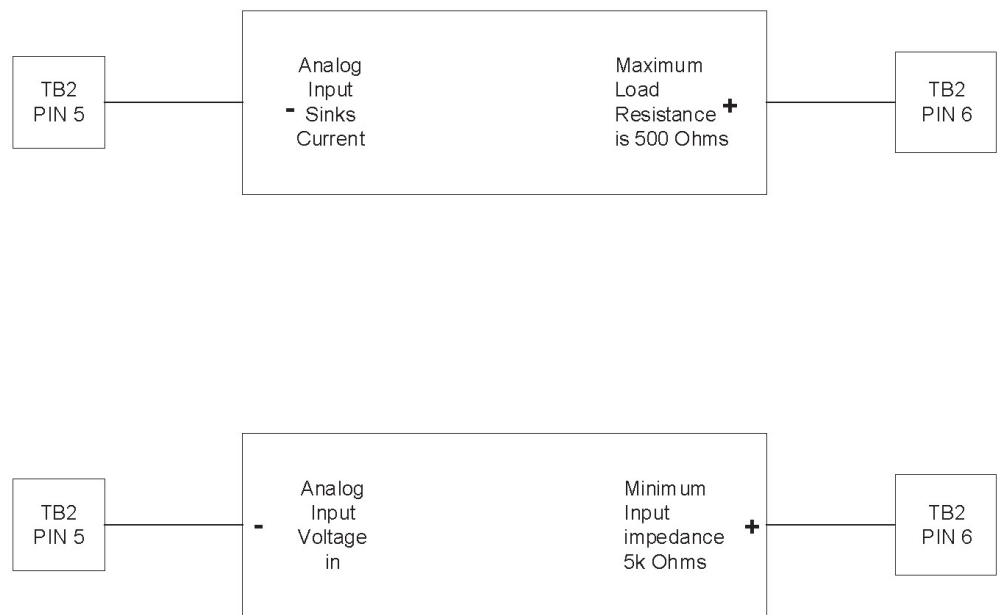 TB2
PIN 5
Analog
Input
- Sinks
Current
Maximum
Load
Resistance +
is 500 Ohms
TB2
PIN 6
TB2
PIN 5
-
Analog
Input
Voltage
in
Minimum
Input
impedance +
5k Ohms
TB2
PIN 6